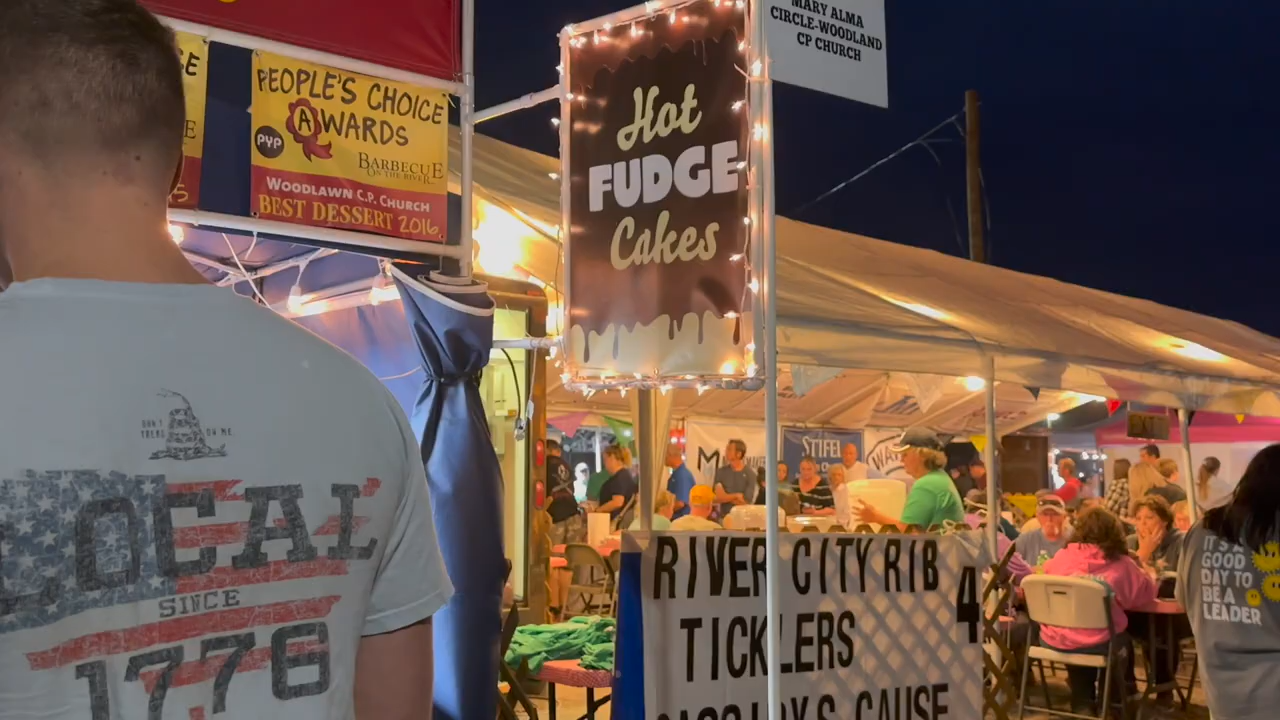 MARY ALMA
CIRCLE-WOODLAND
CP CHURCH
PEOPLE'S CHOICE
AWARDS
PYP
BARBECUE
ON THE RIVER
WOODLAWN C.P. CHURCH
BEST DESSERT 2016
Hot
FUDGE
Cakes
DON'T TREAD ON ME
LOCAL
SINCE
1776
STIFEL
RIVER CITY RIB
TICKLERS
4
CAUSE
IT'S A
GOOD
DAY TO
BE A
LEADER